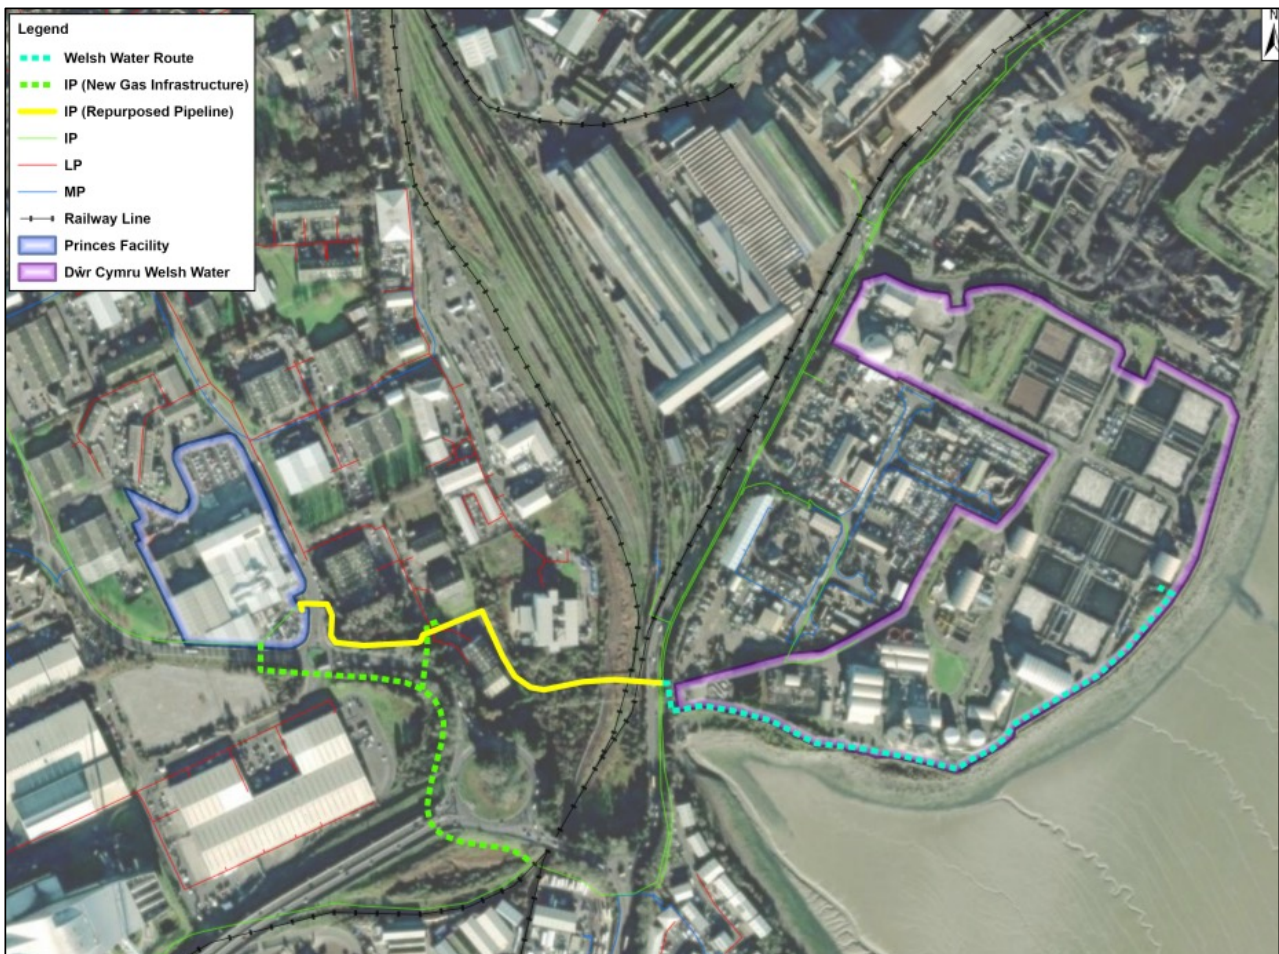 Legend
Welsh Water Route
IP (New Gas Infrastructure)
IP (Repurposed Pipeline)
IP
LP
MP
Railway Line
Princes Facility
Dŵr Cymru Welsh Water
N